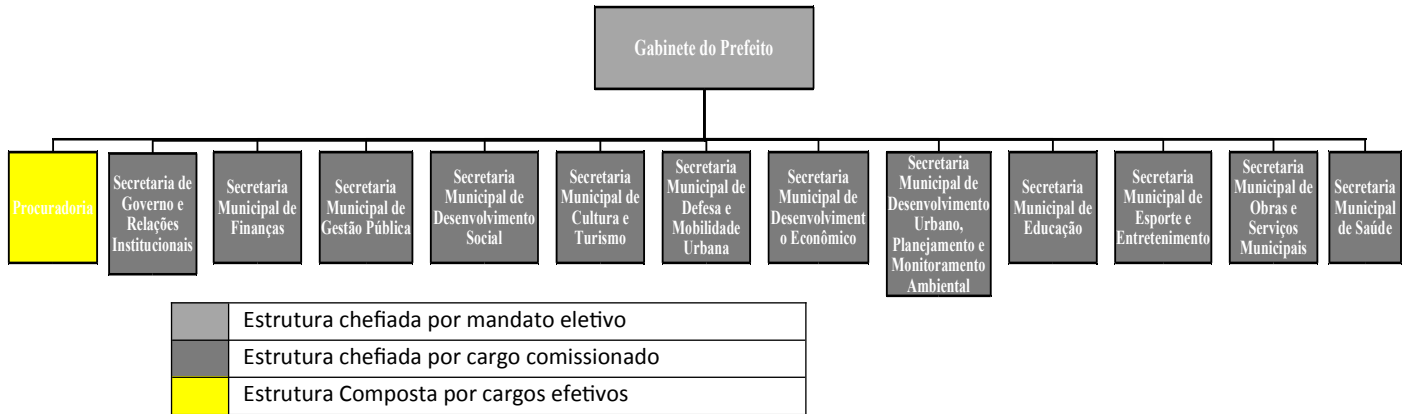 Gabinete do Prefeito
Procuradoria
Secretaria de
Governo e
Relações
Institucionais
Secretaria
Municipal de
Finanças
Secretaria
Municipal de
Gestão Pública
Secretaria
Municipal de
Desenvolvimento
Social
Secretaria
Municipal de
Cultura e
Turismo
Secretaria
Municipal de
Defesa e
Mobilidade
Urbana
Secretaria
Municipal de
Desenvolviment
o Econômico
Secretaria
Municipal de
Desenvolvimento
Urbano,
Planejamento e
Monitoramento
Ambiental
Secretaria
Municipal de
Educação
Secretaria
Municipal de
Esporte e
Entretenimento
Secretaria
Municipal de
Obras e
Serviços
Municipais
Secretaria
Municipal
de Saúde
Estrutura chefiada por mandato eletivo
Estrutura chefiada por cargo comissionado
Estrutura Composta por cargos efetivos